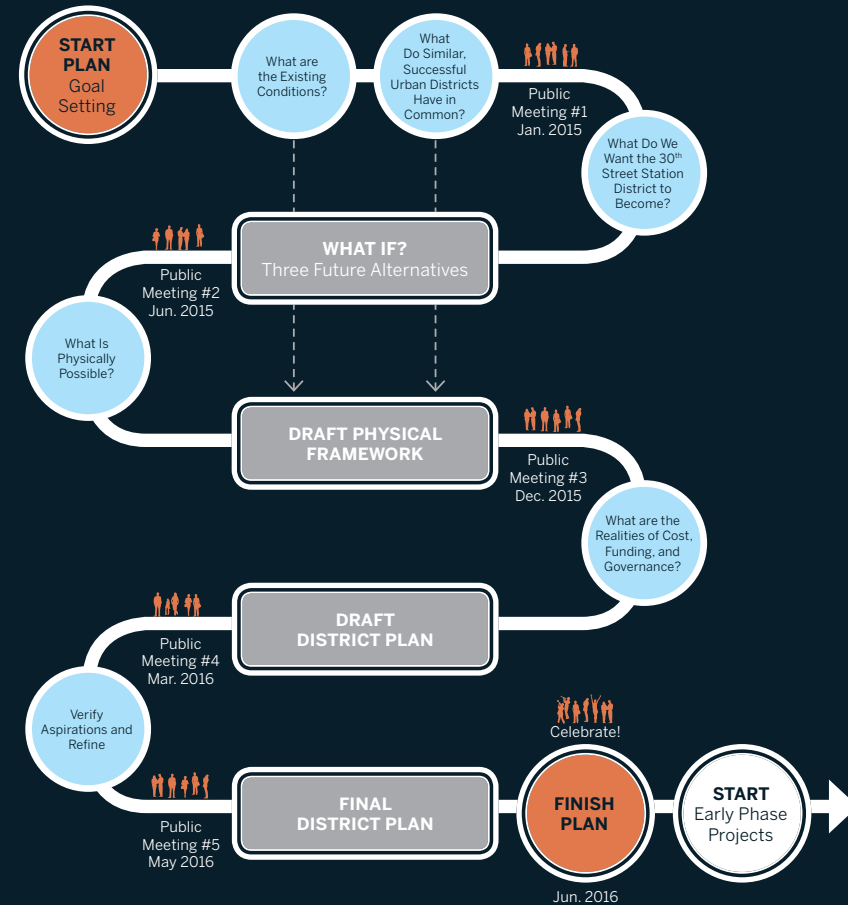 START
PLAN
Goal
Setting
What are
the Existing
Conditions?
What
Do Similar,
Successful
Urban Districts
Have in
Common?
Public
Meeting #1
Jan. 2015
What Do We
Want the 30th
Street Station
District to
Become?
WHAT IF?
Three Future Alternatives
Public
Meeting #2
Jun. 2015
What Is
Physically
Possible?
DRAFT PHYSICAL
FRAMEWORK
Public
Meeting #3
Dec. 2015
What are the
Realities of Cost,
Funding, and
Governance?
DRAFT
DISTRICT PLAN
Public
Meeting #4
Mar. 2016
Verify
Aspirations and
Refine
Public
Meeting #5
May 2016
FINAL
DISTRICT PLAN
Celebrate!
FINISH
PLAN
Jun. 2016
START
Early Phase
Projects